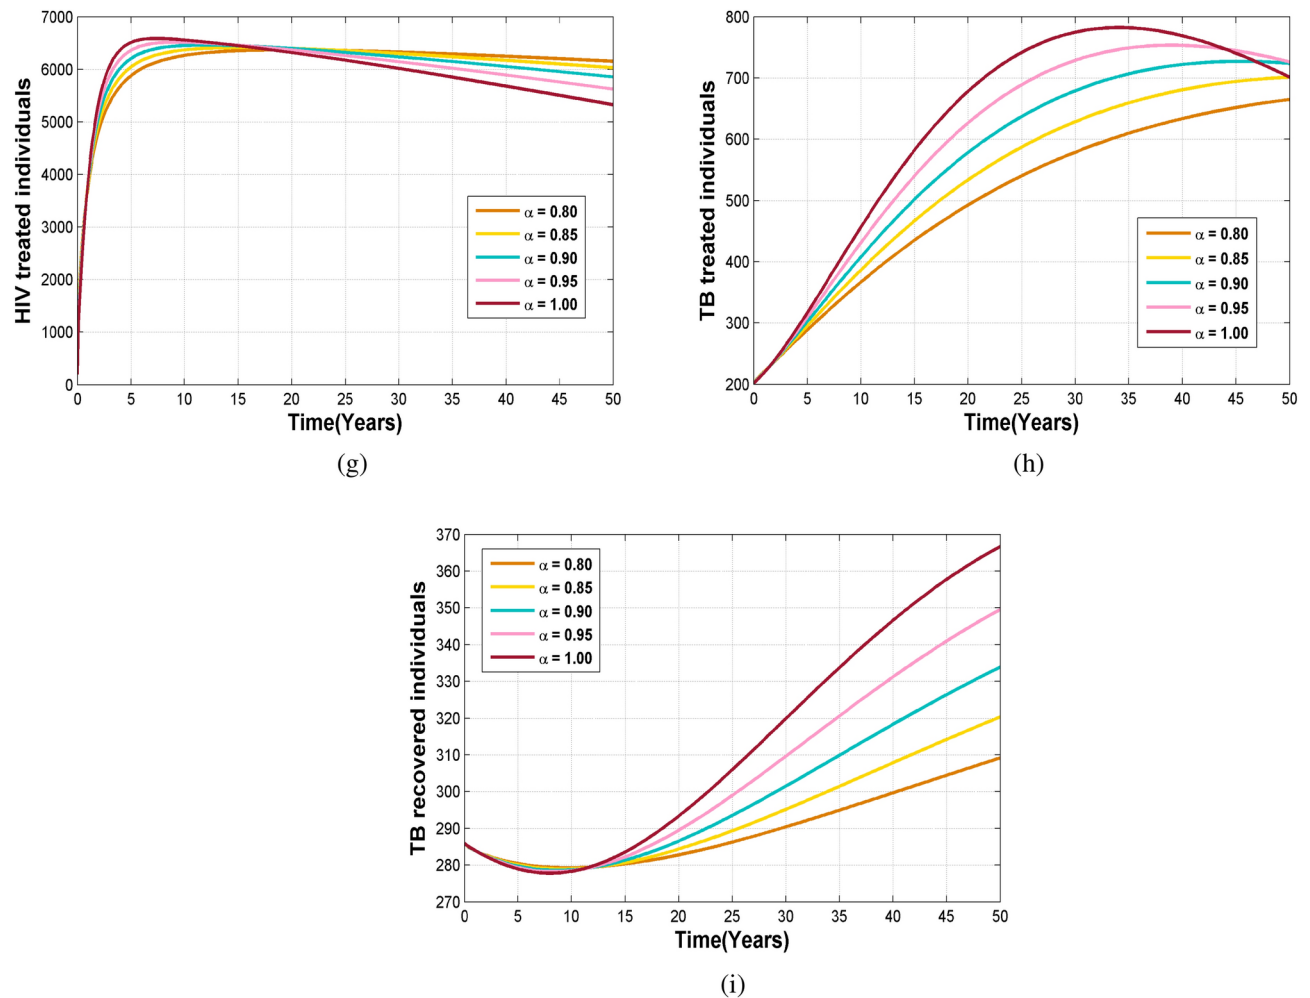 HIV treated individuals
7000
6000
5000
4000
3000
2000
1000
0
α = 0.80
α = 0.85
α = 0.90
α = 0.95
α = 1.00
0 5 10 15 20 25 30 35 40 45 50
Time(Years)
(g)
TB treated individuals
800
700
600
500
400
300
200
α = 0.80
α = 0.85
α = 0.90
α = 0.95
α = 1.00
0 5 10 15 20 25 30 35 40 45 50
Time(Years)
(h)
TB recovered individuals
370
360
350
340
330
320
310
300
290
280
270
α = 0.80
α = 0.85
α = 0.90
α = 0.95
α = 1.00
0 5 10 15 20 25 30 35 40 45 50
Time(Years)
(i)